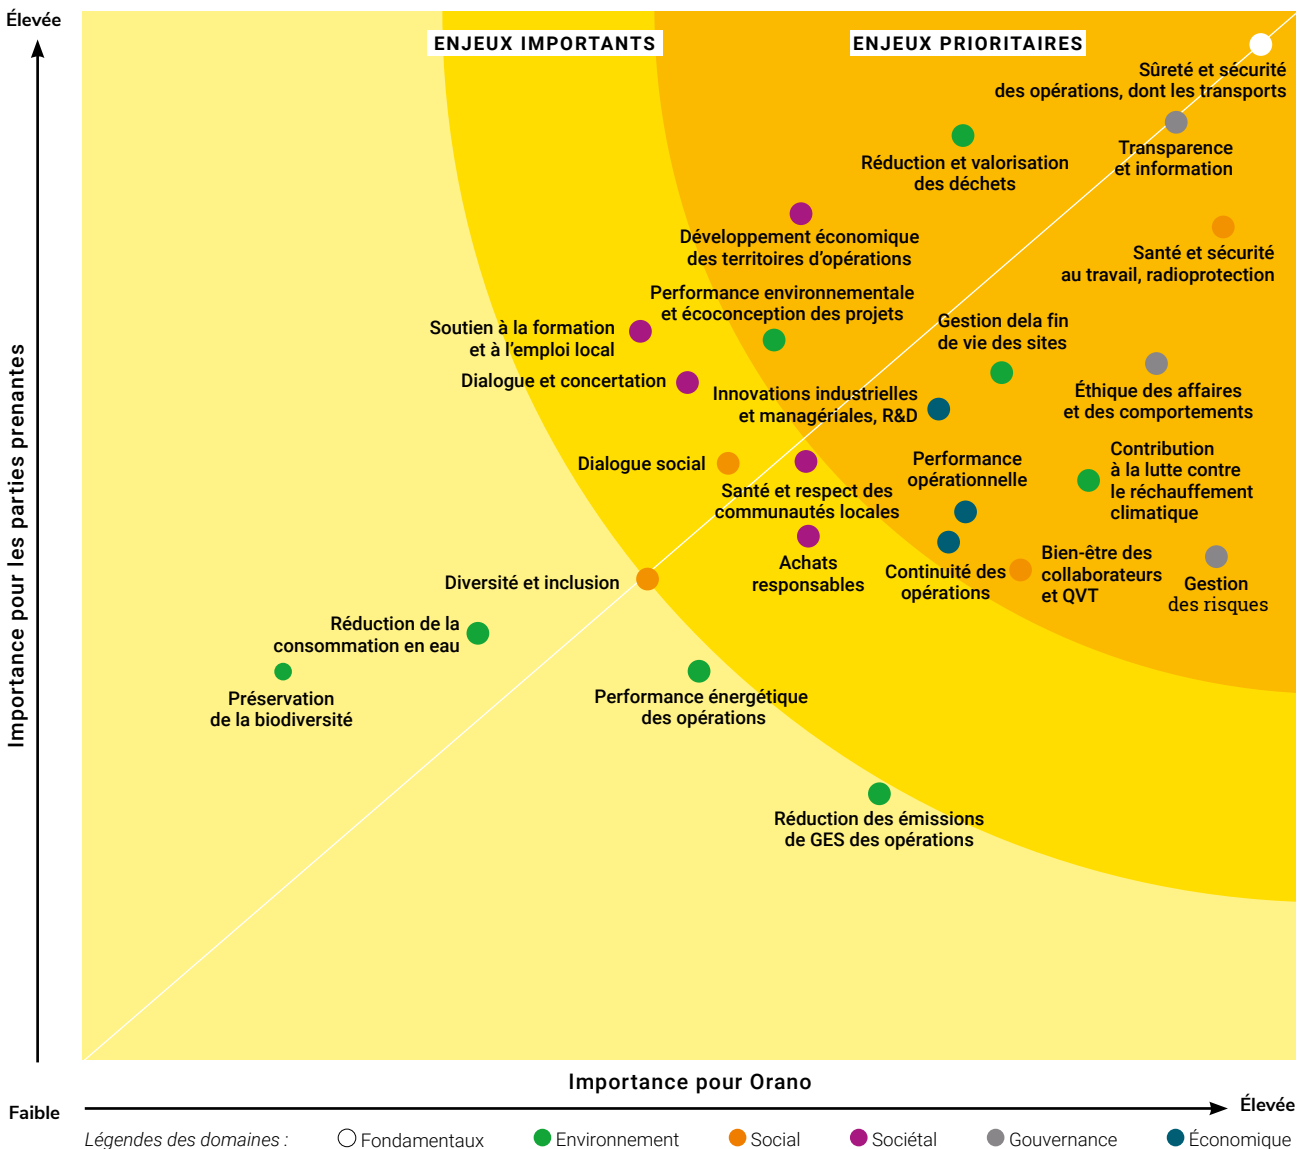 Élevée
ENJEUX IMPORTANTS
ENJEUX PRIORITAIRES
Sûreté et sécurité
des opérations, dont les transports
Transparence
et information
Réduction et valorisation
des déchets
Développement économique
des territoires d'opérations
Santé et sécurité
au travail, radioprotection
Performance environnementale
et écoconception des projets
Gestion dela fin
de vie des sites
Soutien à la formation
et à l'emploi local
Dialogue et concertation
Innovations industrielles
et managériales, R&D
Éthique des affaires
et des comportements
Dialogue social
Santé et respect des
communautés locales
Performance
opérationnelle
Contribution
à la lutte contre
le réchauffement
climatique
Achats
responsables
Continuité des
opérations
Bien-être des
collaborateurs
et QVT
Gestion
des risques
Diversité et inclusion
Réduction de la
consommation en eau
Préservation
de la biodiversité
Performance énergétique
des opérations
Réduction des émissions
de GES des opérations
Importance pour les parties prenantes
Importance pour Orano
Faible
Élevée
Légendes des domaines :
Fondamentaux
Environnement
Social
Sociétal
Gouvernance
Économique